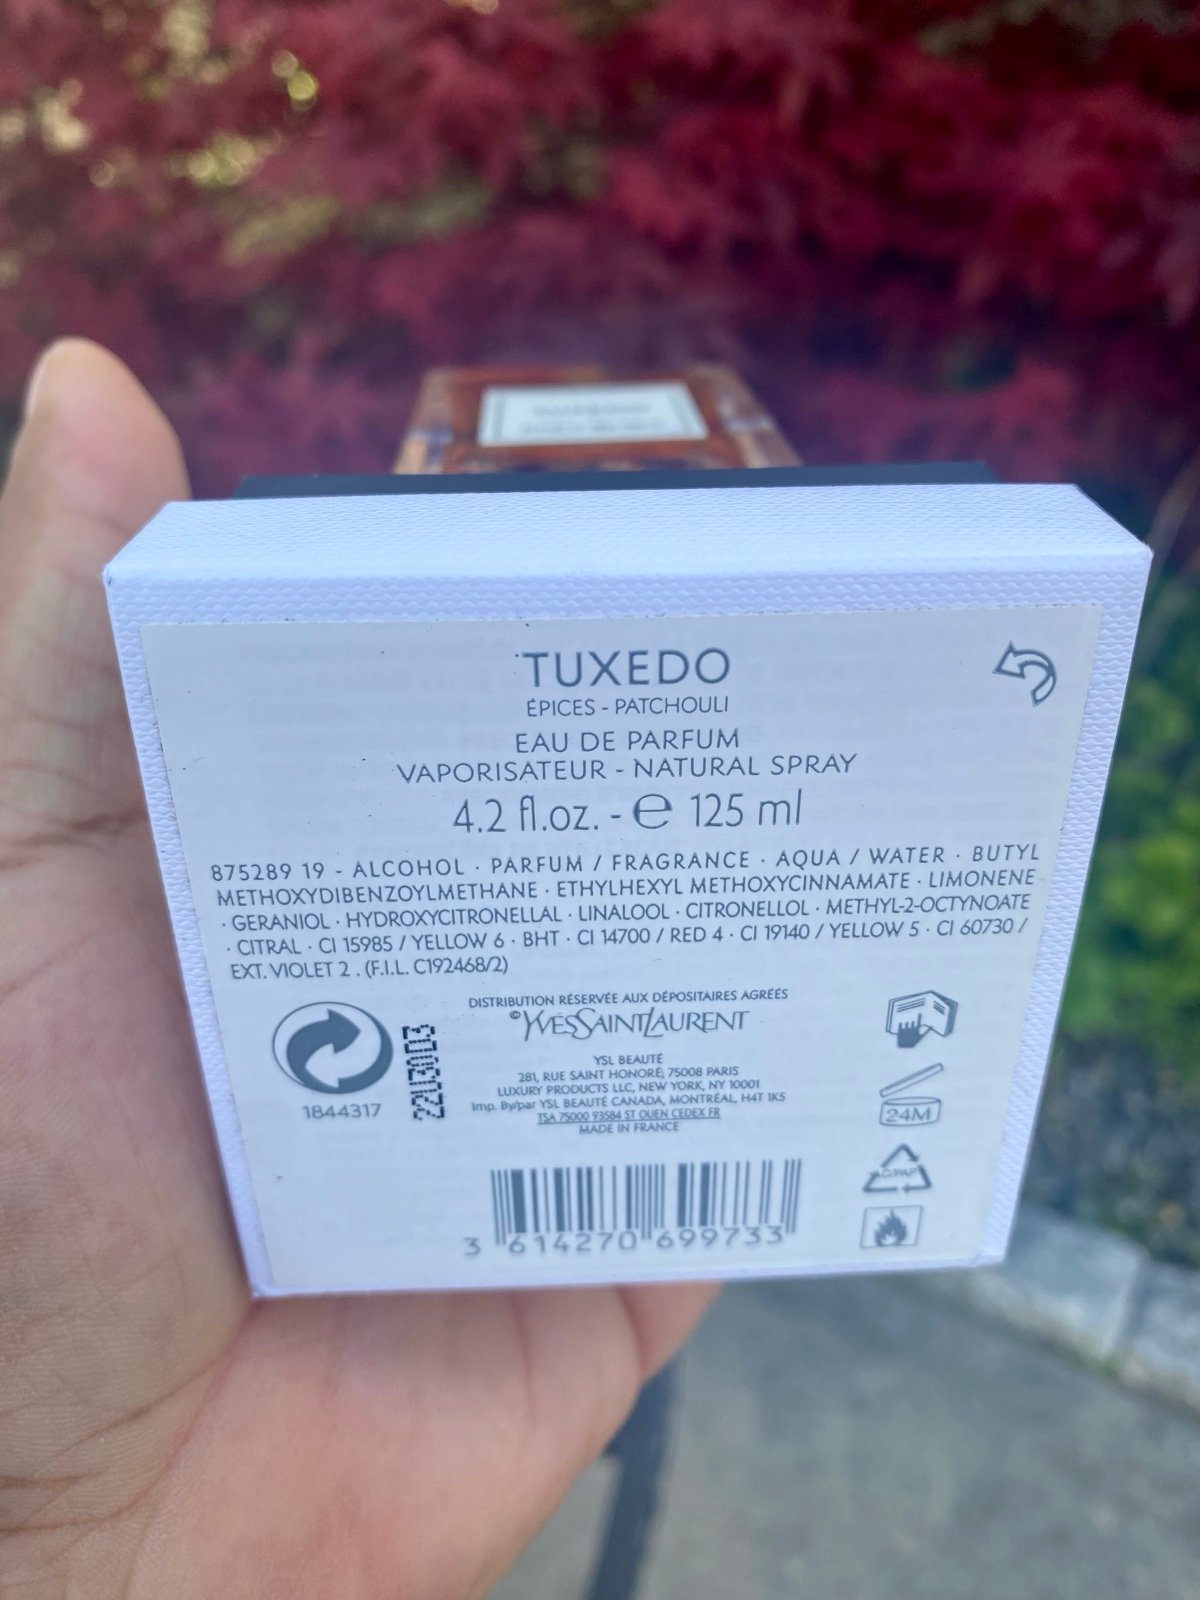 TUXEDO
ÉPICES - PATCHOULI
EAU DE PARFUM
VAPORISATEUR - NATURAL SPRAY
4.2 fl.oz. - ℮ 125 ml
875289 19 - ALCOHOL · PARFUM / FRAGRANCE · AQUA / WATER · BUTYL
METHOXYDIBENZOYLMETHANE · ETHYLHEXYL METHOXYCINNAMATE · LIMONENE
· GERANIOL · HYDROXYCITRONELLAL · LINALOOL · CITRONELLOL · METHYL-2-OCTYNOATE
· CITRAL · CI 15985 / YELLOW 6 · BHT · CI 14700 / RED 4 · CI 19140 / YELLOW 5 · CI 60730 /
EXT. VIOLET 2 . (F.I.L. C192468/2)
DISTRIBUTION RÉSERVÉE AUX DÉPOSITAIRES AGRÉÉS
©YVESSAINTLAURENT
YSL BEAUTÉ
281, RUE SAINT HONORÉ, 75008 PARIS
LUXURY PRODUCTS LLC, NEW YORK, NY 10001
Imp. By/par YSL BEAUTÉ CANADA, MONTRÉAL, H4T 1K5
TSA 75000 93584 ST OUEN CEDEX FR
MADE IN FRANCE
1844317
24M
C/PAP
3 614270 699733